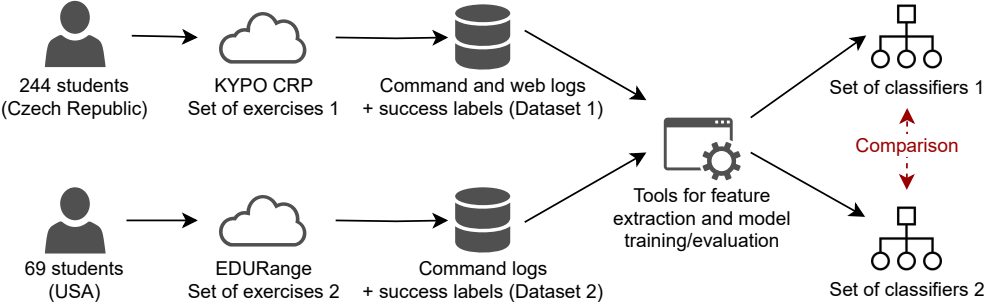 244 students
(Czech Republic)
KYPO CRP
Set of exercises 1
Command and web logs
+ success labels (Dataset 1)
Set of classifiers 1
Comparison
Tools for feature
extraction and model
training/evaluation
69 students
(USA)
EDURange
Set of exercises 2
Command logs
+ success labels (Dataset 2)
Set of classifiers 2